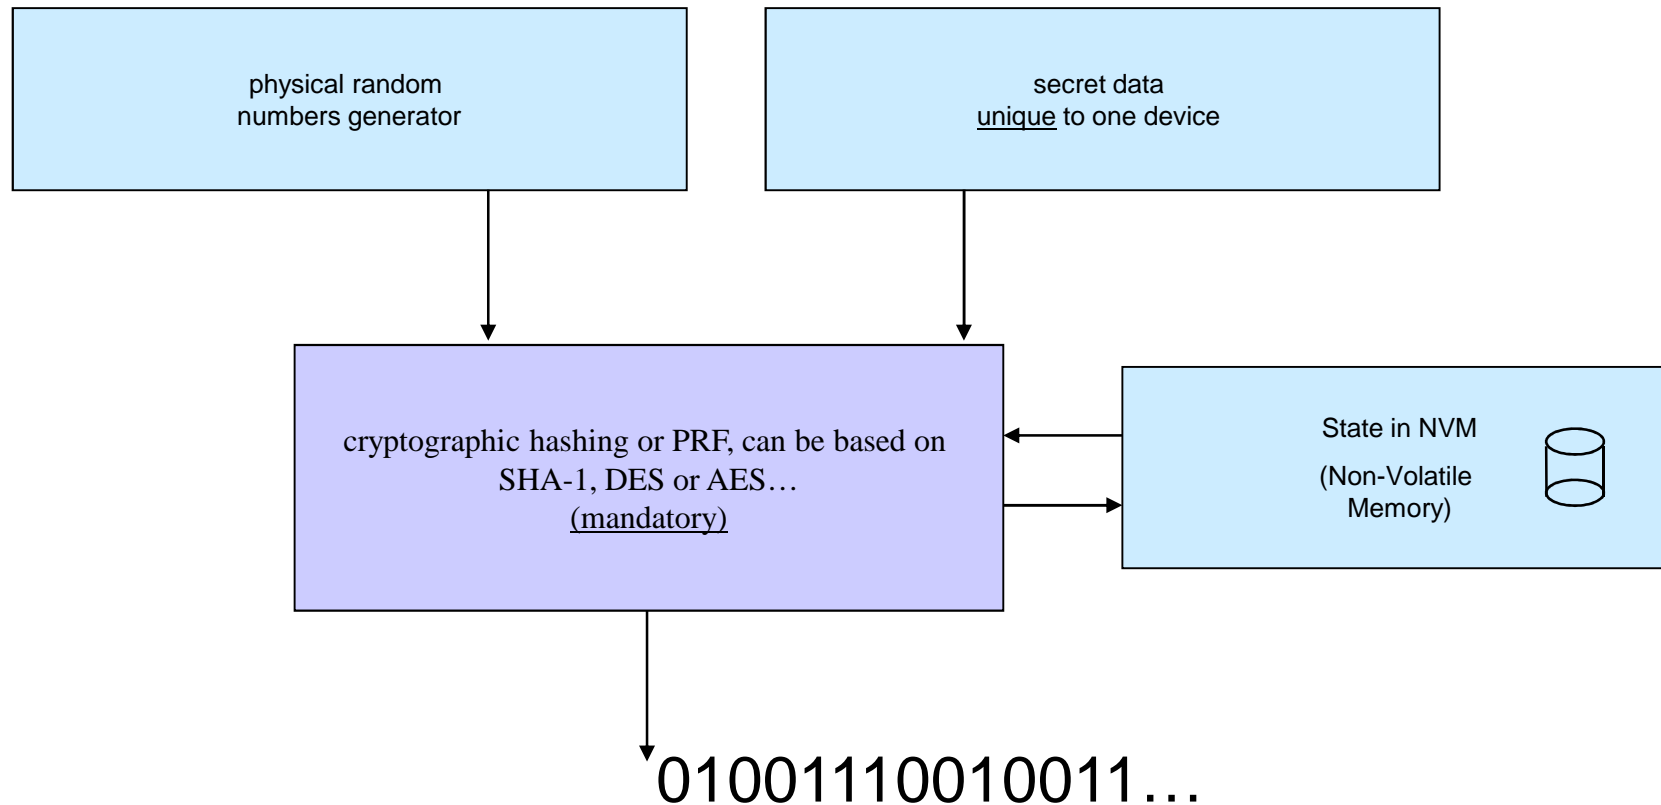 physical random
numbers generator
secret data
unique to one device
cryptographic hashing or PRF, can be based on
SHA-1, DES or AES…
(mandatory)
State in NVM
(Non-Volatile
Memory)
01001110010011…